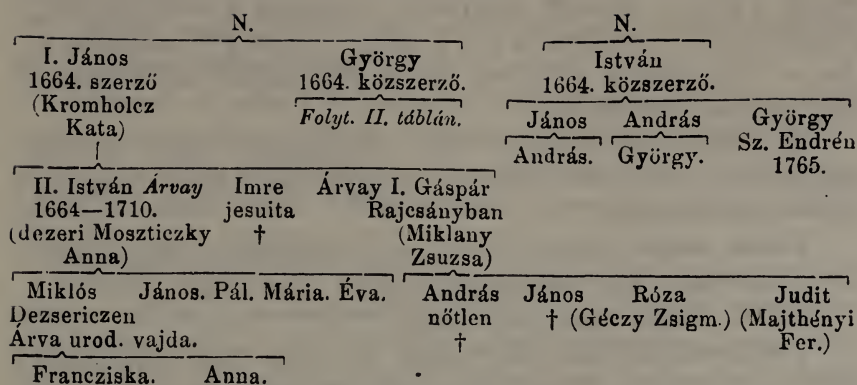 N. N.
I. János György István
1664. szerző 1664. közszerző. 1664. közszerző.
(Kromholcz Folyt. II. táblán. János András György
Kata) András. György. Sz. Endrén
1765.
II. István Árvay Imre Árvay I. Gáspár
1664—1710. jesuita Rajcsányban
(dezeri Moszticzky † (Miklany
Anna) Zsuzsa)
Miklós János. Pál. Mária. Éva. András János Róza Judit
Dezsericzen nőtlen † (Géczy Zsigm.) (Majthényi
Árva urod. vajda. † Fer.)
Francziska. Anna.